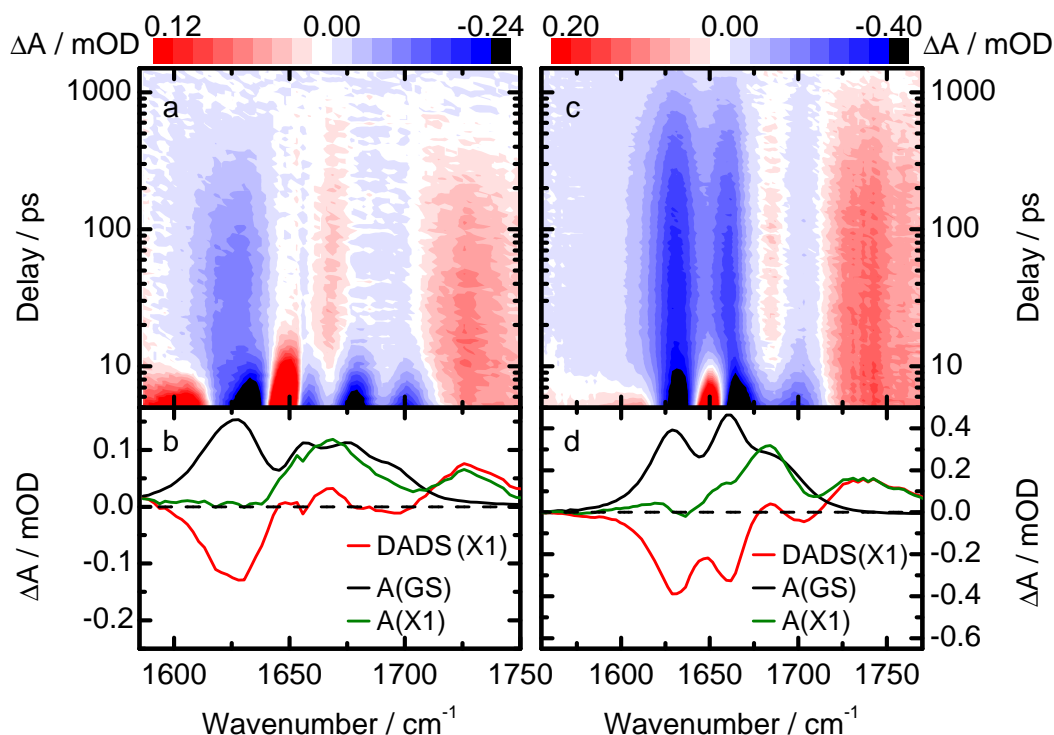 0.12 0.00 -0.24 0.20 0.00 -0.40
ΔA / mOD ΔA / mOD
1000 a c 1000
100 100
10 10
Delay / ps Delay / ps
b d
0.1 0.4
0.2
0.0 0.0
-0.1 -0.2
-0.4
-0.2 -0.6
ΔA / mOD ΔA / mOD
DADS (X1) DADS(X1)
A(GS) A(GS)
A(X1) A(X1)
1600 1650 1700 1750 1600 1650 1700 1750
Wavenumber / cm⁻¹ Wavenumber / cm⁻¹